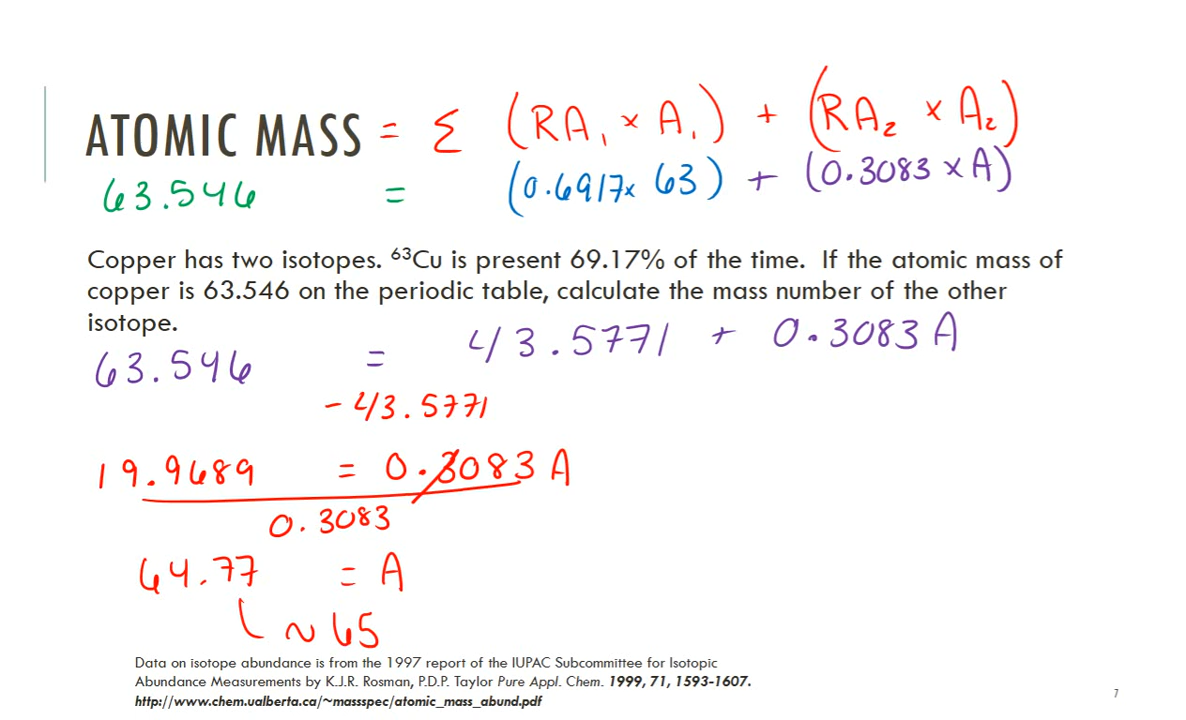 ATOMIC MASS = Σ (RA₁ × A₁) + (RA₂ × A₂)
63.546 = (0.6917× 63) + (0.3083 × A)
Copper has two isotopes. ⁶³Cu is present 69.17% of the time. If the atomic mass of
copper is 63.546 on the periodic table, calculate the mass number of the other
isotope.
63.546 = 43.5771 + 0.3083 A
- 43.5771
19.9689 = 0.3083 A
0.3083
64.77 = A
~ 65
Data on isotope abundance is from the 1997 report of the IUPAC Subcommittee for Isotopic
Abundance Measurements by K.J.R. Rosman, P.D.P. Taylor Pure Appl. Chem. 1999, 71, 1593-1607.
http://www.chem.ualberta.ca/~massspec/atomic_mass_abund.pdf
7